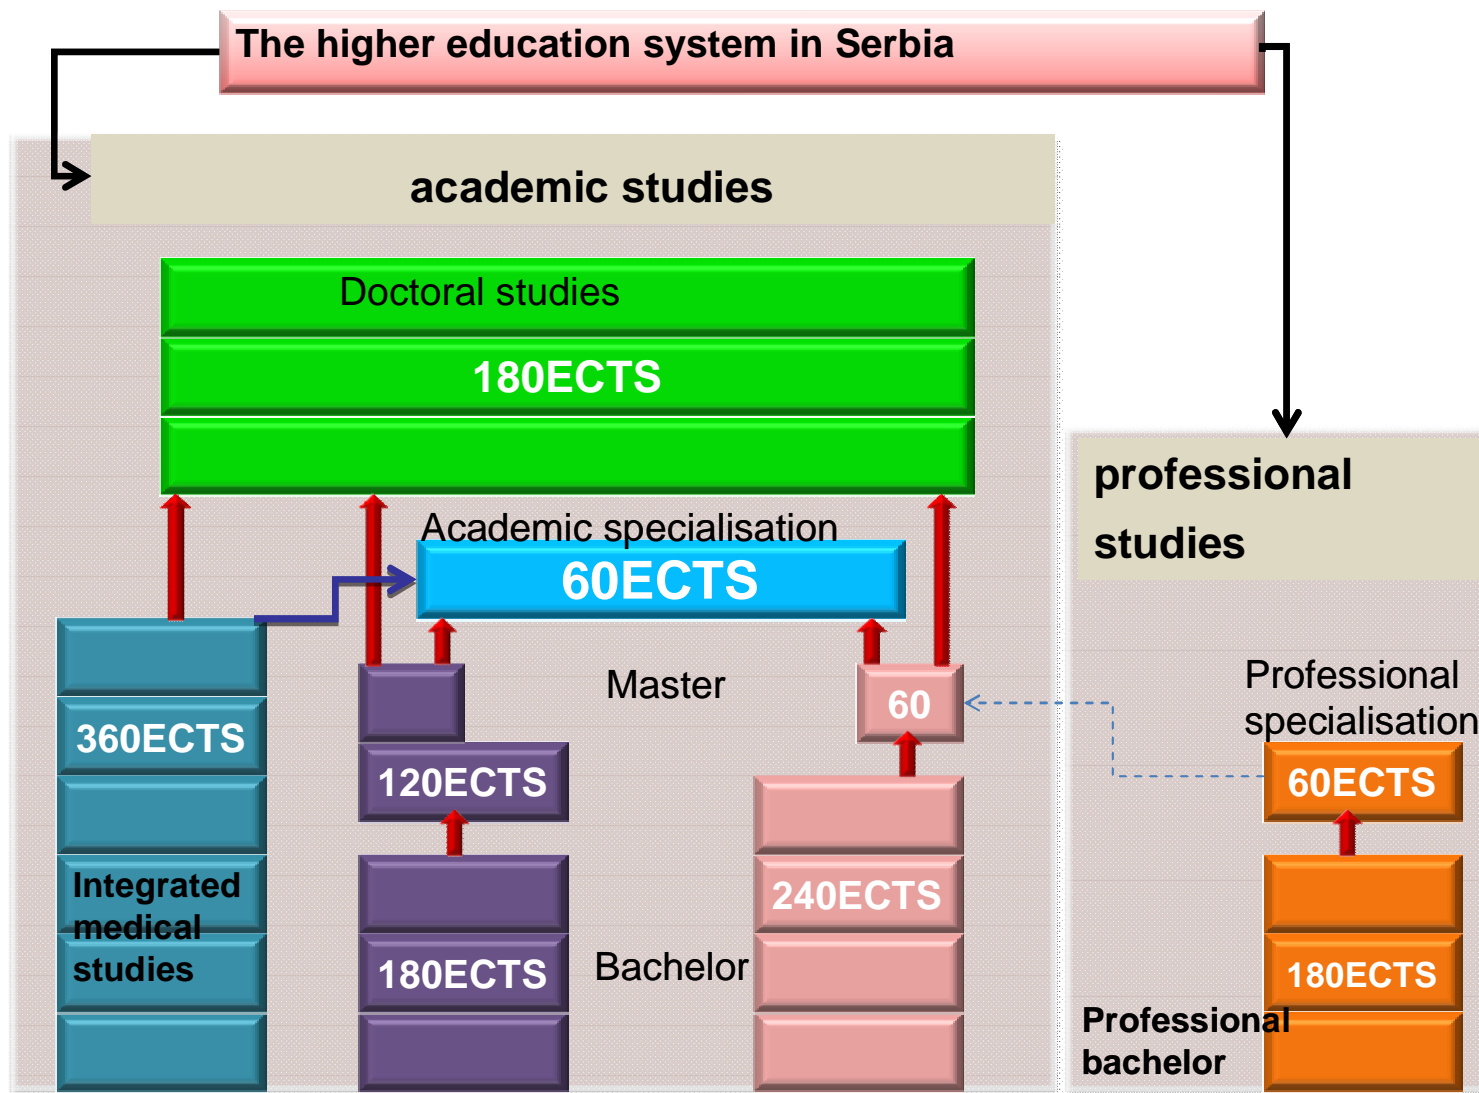 The higher education system in Serbia
academic studies
Doctoral studies
180ECTS
professional
studies
Academic specialisation
60ECTS
Master
60
Professional
specialisation
360ECTS
120ECTS
60ECTS
Integrated
medical
studies
240ECTS
180ECTS
Bachelor
180ECTS
Professional
bachelor